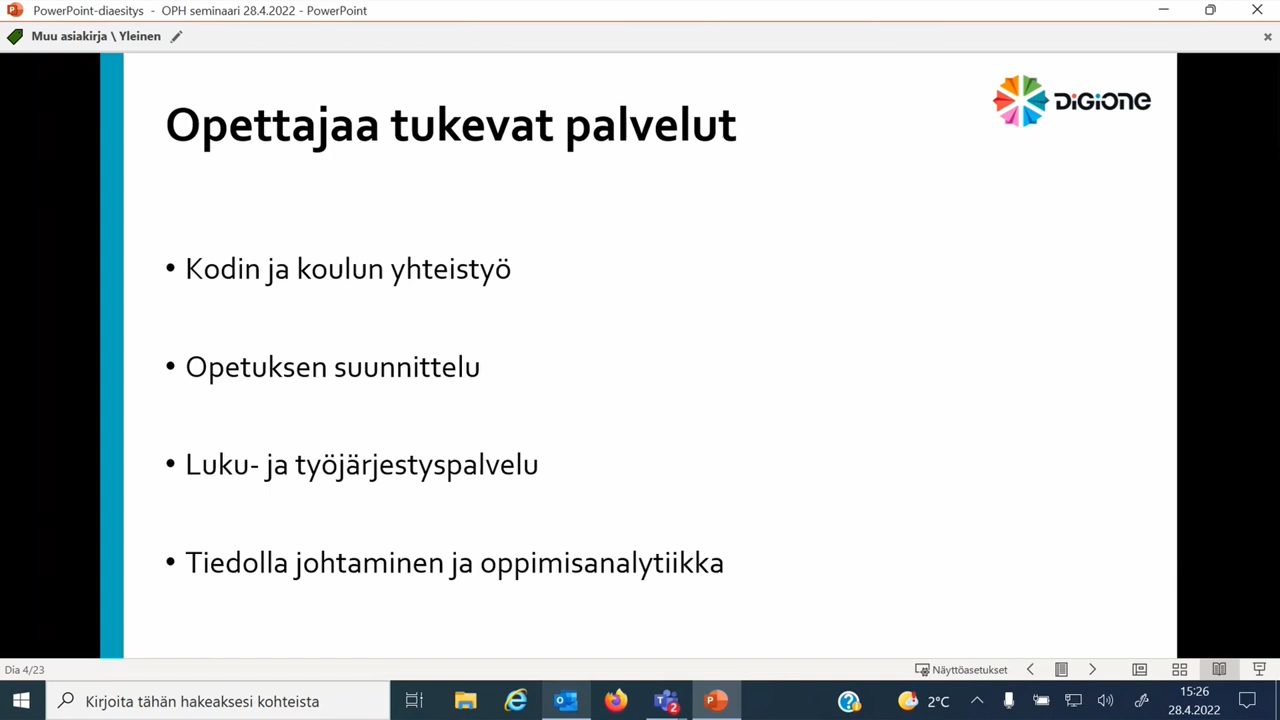 PowerPoint-diaesitys - OPH seminaari 28.4.2022 - PowerPoint
Muu asiakirja \ Yleinen
DIGIONE
Opettajaa tukevat palvelut
• Kodin ja koulun yhteistyö
• Opetuksen suunnittelu
• Luku- ja työjärjestyspalvelu
• Tiedolla johtaminen ja oppimisanalytiikka
Dia 4/23
Näyttöasetukset
Kirjoita tähän hakeaksesi kohteista
2
2°C
15:26
28.4.2022